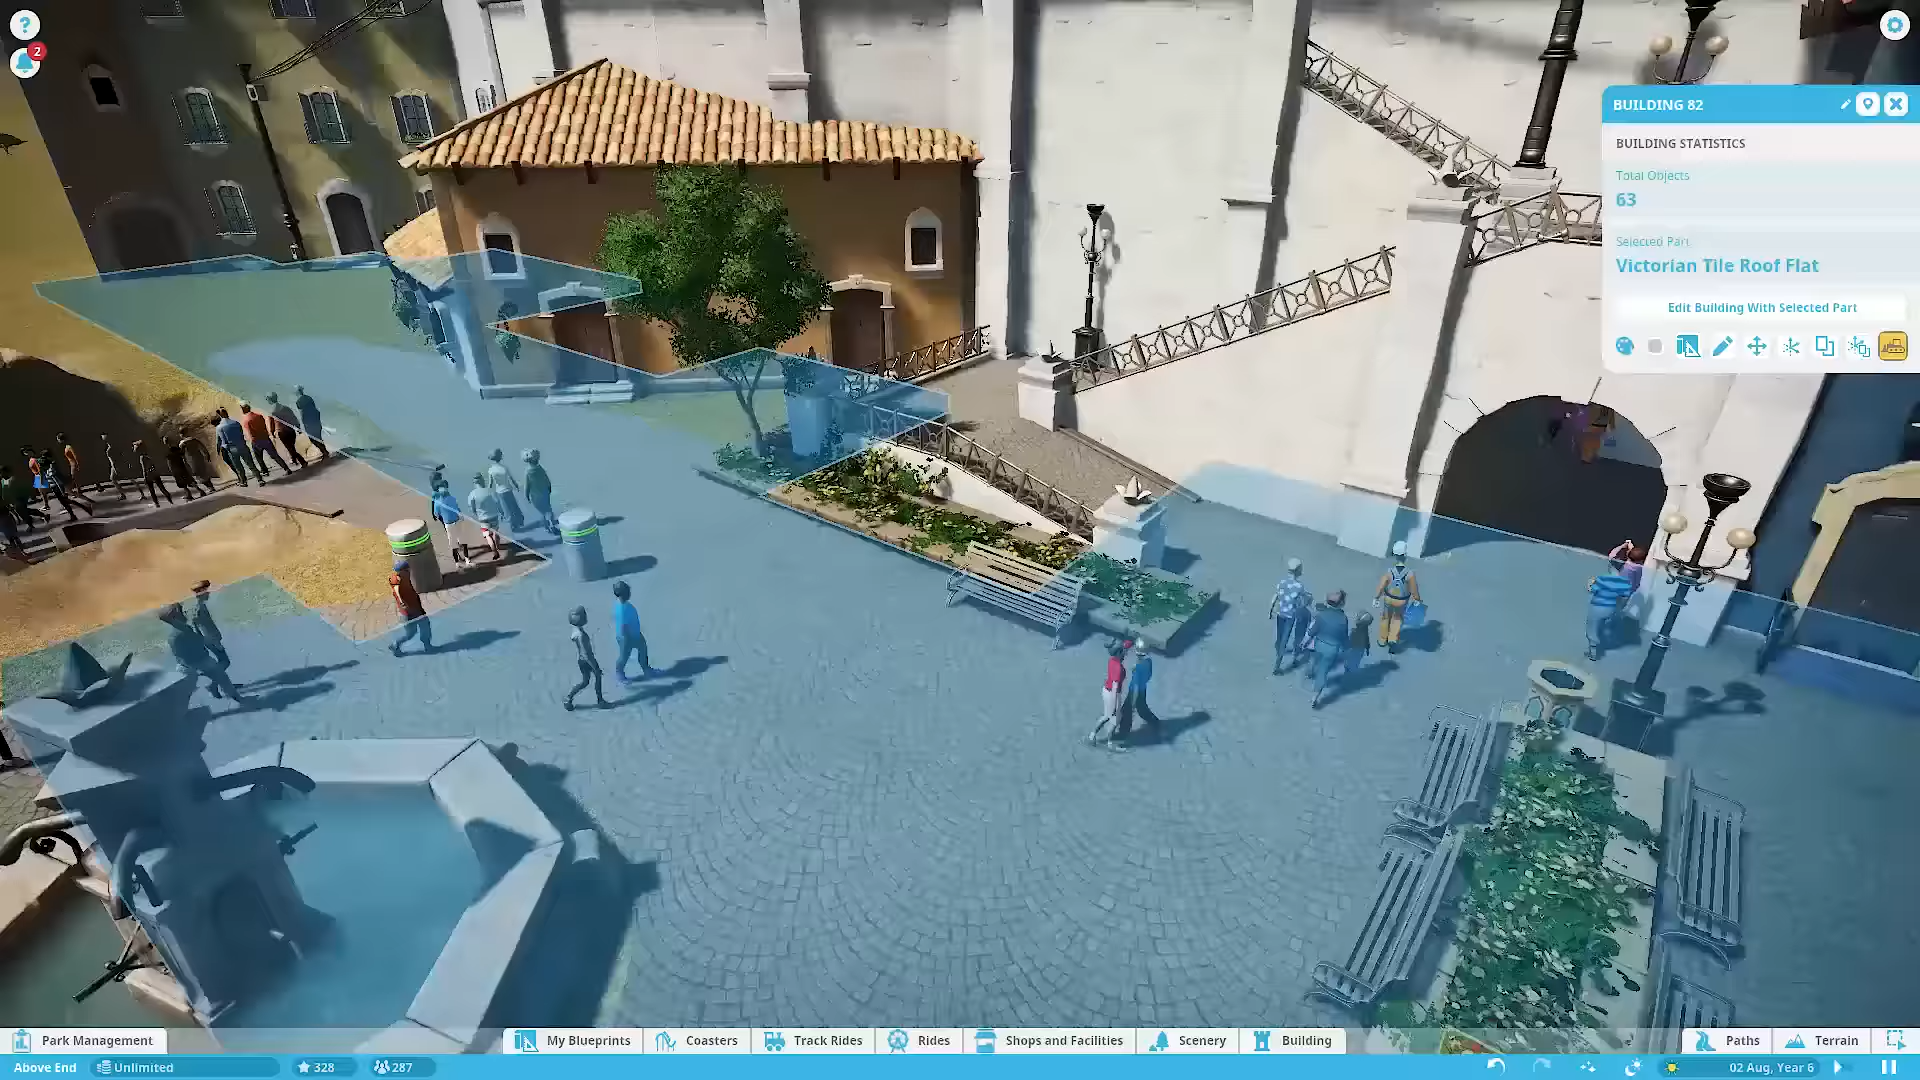 ?
2
BUILDING 82
BUILDING STATISTICS
Total Objects
63
Selected Part
Victorian Tile Roof Flat
Edit Building With Selected Part
Park Management
My Blueprints
Coasters
Track Rides
Rides
Shops and Facilities
Scenery
Building
Paths
Terrain
Above End
Unlimited
328
287
02 Aug, Year 6